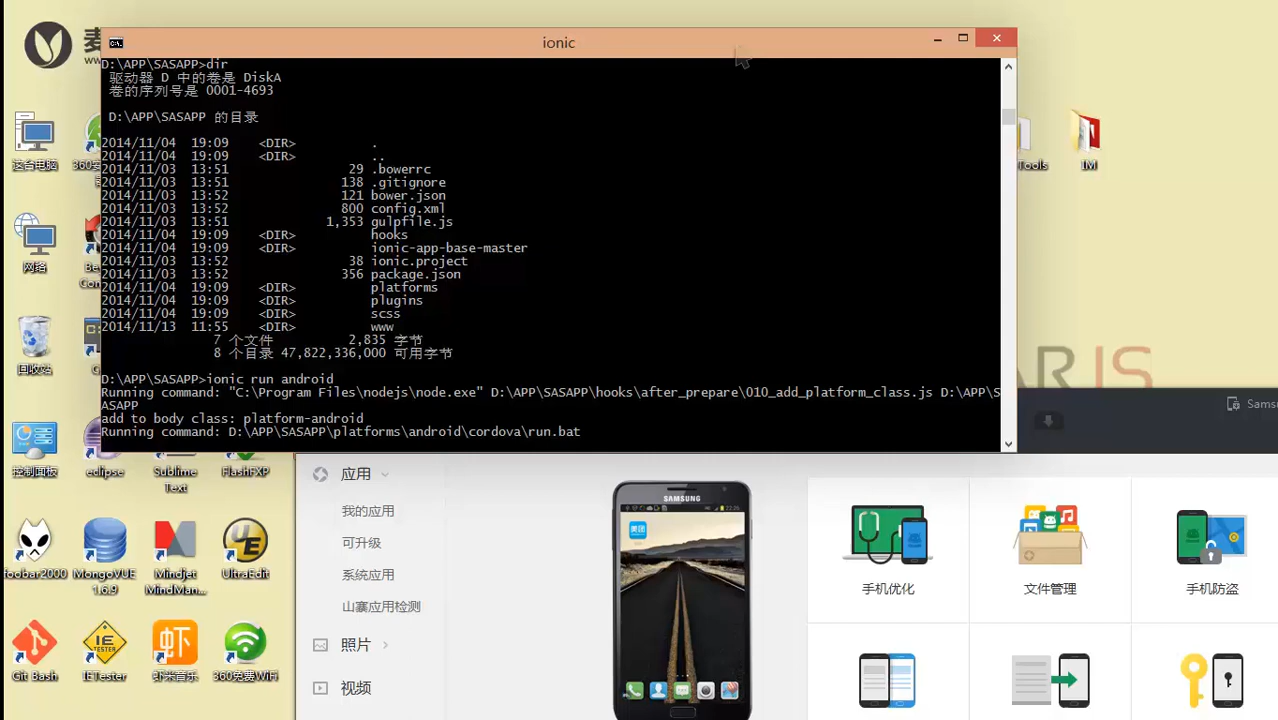 ionic
D:\APP\SASAPP>dir
驱动器 D 中的卷是 DiskA
卷的序列号是 0001-4693
D:\APP\SASAPP 的目录
2014/11/04 19:09 <DIR> .
2014/11/04 19:09 <DIR> ..
2014/11/03 13:51 29 .bowerrc
2014/11/03 13:51 138 .gitignore
2014/11/03 13:52 121 bower.json
2014/11/03 13:52 800 config.xml
2014/11/03 13:51 1,353 gulpfile.js
2014/11/04 19:09 <DIR> hooks
2014/11/04 19:09 <DIR> ionic-app-base-master
2014/11/03 13:52 38 ionic.project
2014/11/03 13:52 356 package.json
2014/11/04 19:09 <DIR> platforms
2014/11/04 19:09 <DIR> plugins
2014/11/04 19:09 <DIR> scss
2014/11/13 11:55 <DIR> www
7 个文件 2,835 字节
8 个目录 47,822,336,000 可用字节
D:\APP\SASAPP>ionic run android
Running command: "C:\Program Files\nodejs\node.exe" D:\APP\SASAPP\hooks\after_prepare\010_add_platform_class.js D:\APP\S
ASAPP
add to body class: platform-android
Running command: D:\APP\SASAPP\platforms\android\cordova\run.bat
这台电脑
网络
回收站
控制面板
eclipse
Sublime
Text
FlashFXP
foobar2000
MongoVUE
1.6.9
Mindjet
MindMan...
UltraEdit
Git Bash
IETester
虾米音乐
360免费WiFi
Tools
IM
ARIS
Sams
应用
我的应用
可升级
系统应用
山寨应用检测
照片
视频
SAMSUNG
美团
手机优化
文件管理
手机防盗